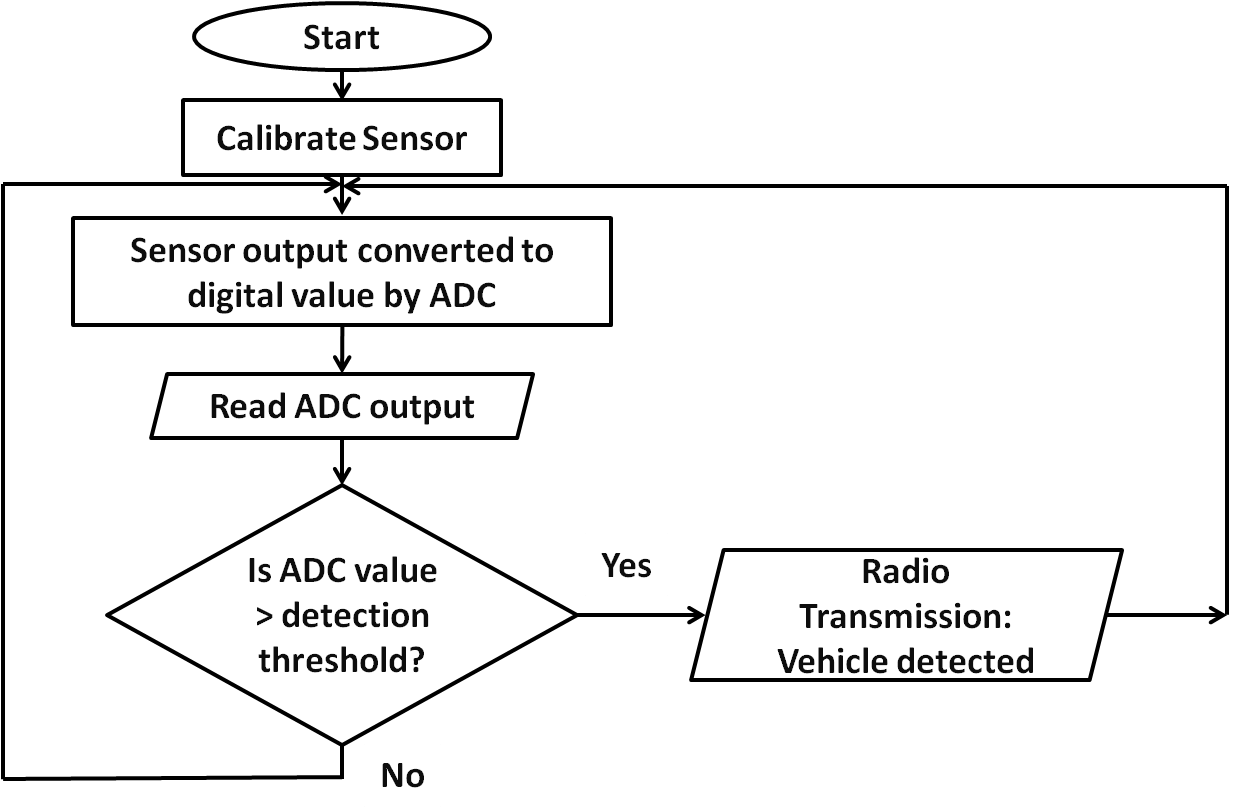 Start
Calibrate Sensor
Sensor output converted to
digital value by ADC
Read ADC output
Is ADC value
> detection
threshold?
Yes
Radio
Transmission:
Vehicle detected
No